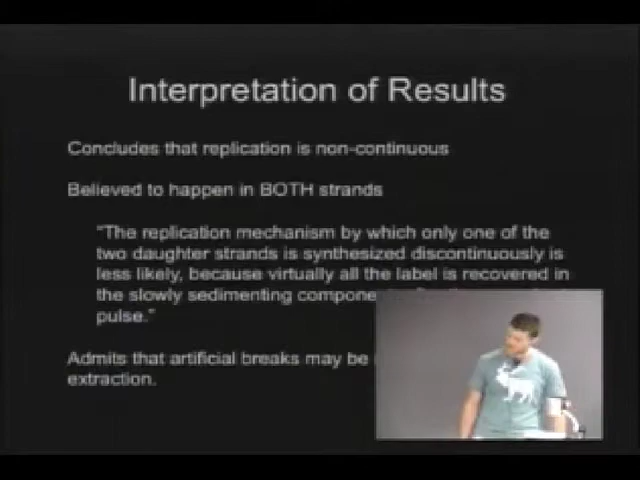 Interpretation of Results
Concludes that replication is non-continuous
Believed to happen in BOTH strands
“The replication mechanism by which only one of the
two daughter strands is synthesized discontinuously is
less likely, because virtually all the label is recovered in
the slowly sedimenting
pulse.”
Admits that artificial breaks may be
extraction.